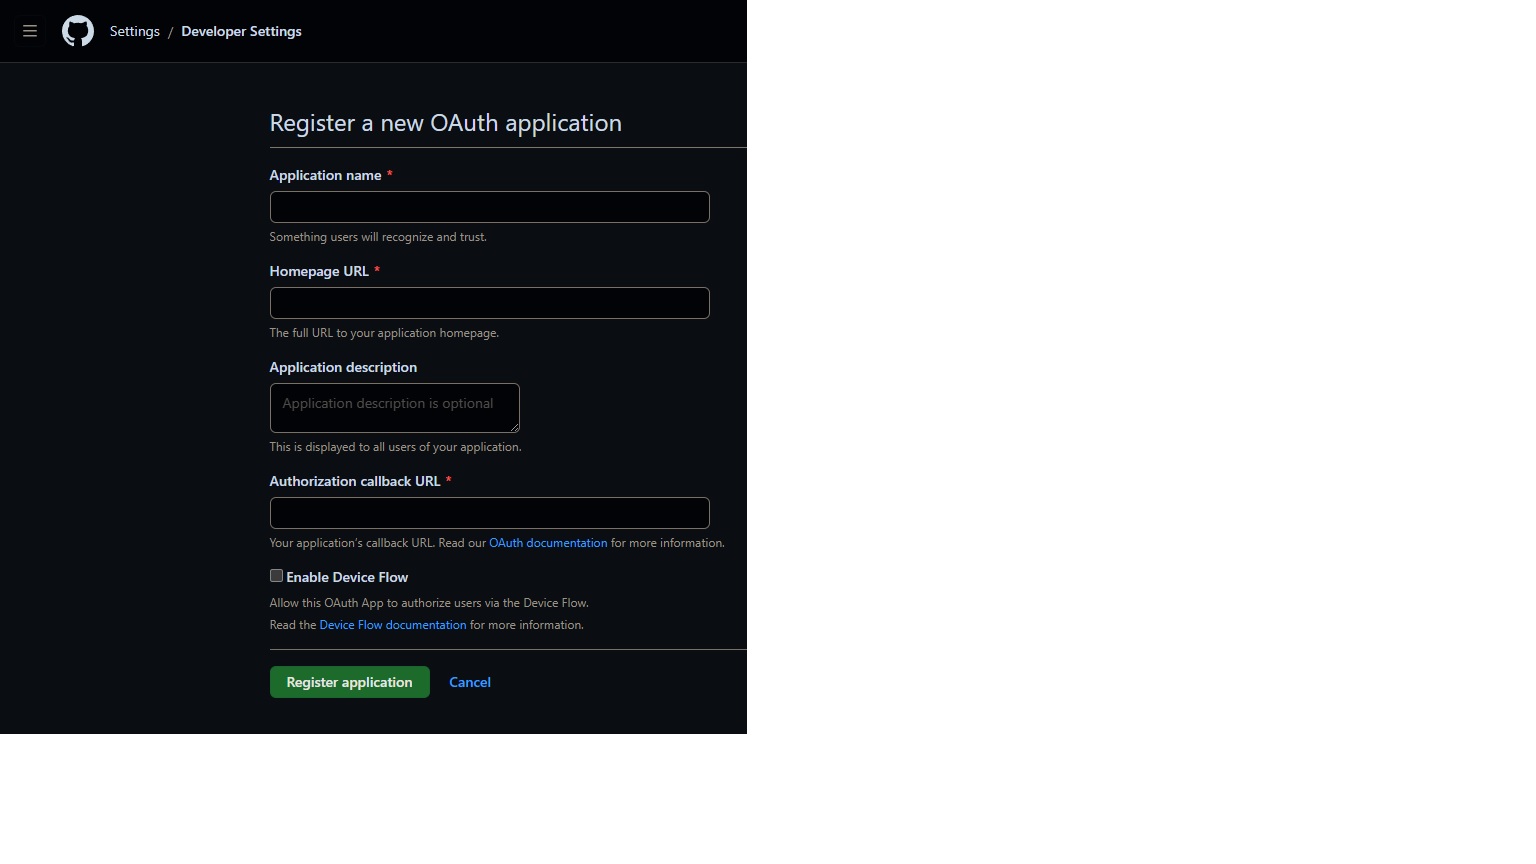 Settings / Developer Settings
Register a new OAuth application
Application name *
Something users will recognize and trust.
Homepage URL *
The full URL to your application homepage.
Application description
Application description is optional
This is displayed to all users of your application.
Authorization callback URL *
Your application's callback URL. Read our OAuth documentation for more information.
Enable Device Flow
Allow this OAuth App to authorize users via the Device Flow.
Read the Device Flow documentation for more information.
Register application Cancel